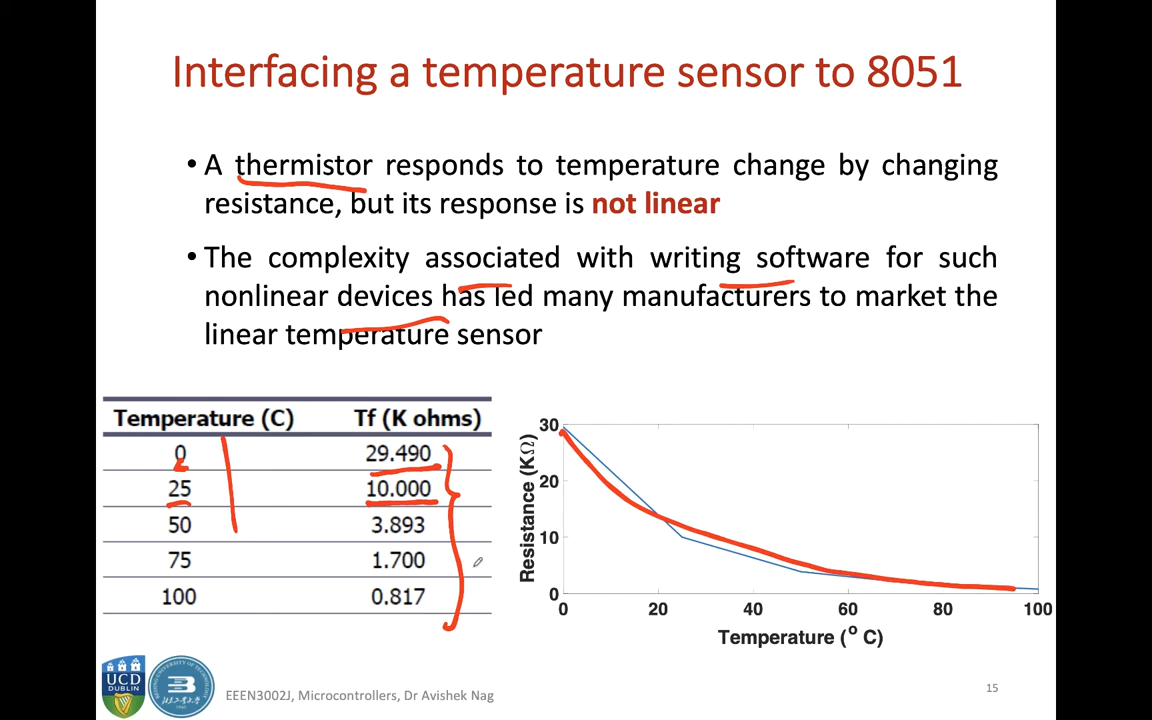 Interfacing a temperature sensor to 8051
• A thermistor responds to temperature change by changing
resistance, but its response is not linear
• The complexity associated with writing software for such
nonlinear devices has led many manufacturers to market the
linear temperature sensor
Temperature (C) Tf (K ohms)
0 29.490
25 10.000
50 3.893
75 1.700
100 0.817
Resistance (KΩ)
30
20
10
0
0 20 40 60 80 100
Temperature (° C)
UCD
DUBLIN
EEEN3002J, Microcontrollers, Dr Avishek Nag
15